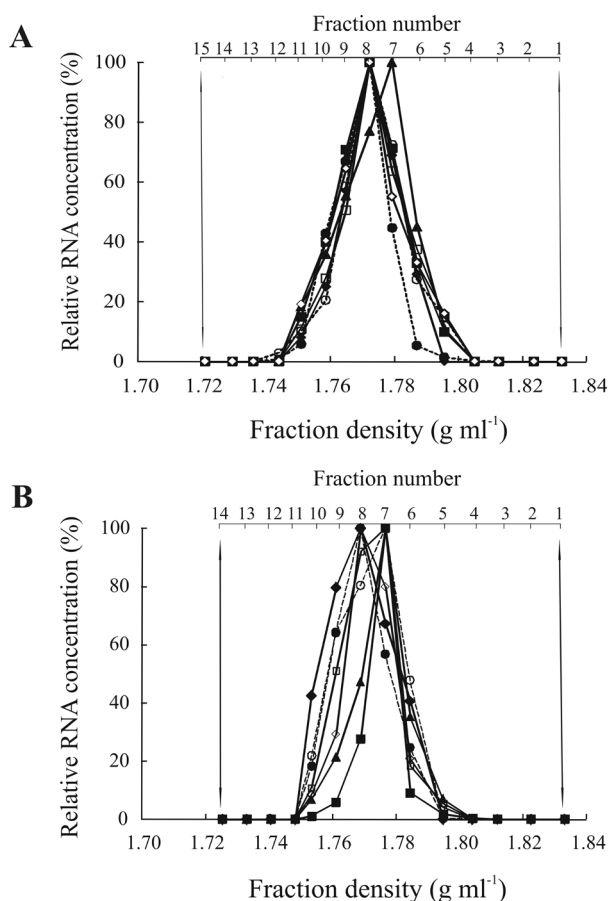 A
Fraction number
15 14 13 12 11 10 9 8 7 6 5 4 3 2 1
Relative RNA concentration (%)
100
80
60
40
20
0
1.70 1.72 1.74 1.76 1.78 1.80 1.82 1.84
Fraction density (g ml⁻¹)
B
Fraction number
14 13 12 11 10 9 8 7 6 5 4 3 2 1
Relative RNA concentration (%)
100
80
60
40
20
0
1.70 1.72 1.74 1.76 1.78 1.80 1.82 1.84
Fraction density (g ml⁻¹)